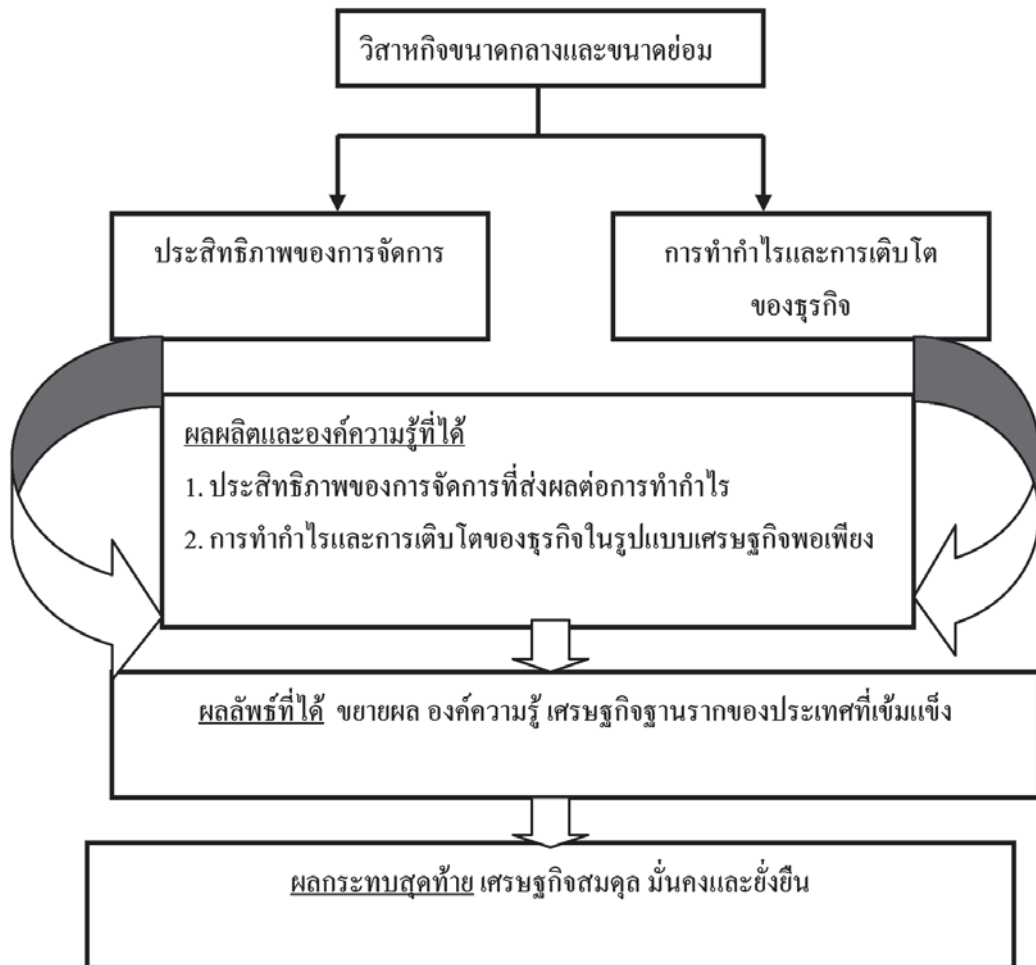 วิสาหกิจขนาดกลางและขนาดย่อม
ประสิทธิภาพของการจัดการ
การทำกำไรและการเติบโต
ของธุรกิจ
ผลผลิตและองค์ความรู้ที่ได้
1. ประสิทธิภาพของการจัดการที่ส่งผลต่อการทำกำไร
2. การทำกำไรและการเติบโตของธุรกิจในรูปแบบเศรษฐกิจพอเพียง
ผลลัพธ์ที่ได้ ขยายผล องค์ความรู้ เศรษฐกิจฐานรากของประเทศที่เข้มแข็ง
ผลกระทบสุดท้าย เศรษฐกิจสมดุล มั่นคงและยั่งยืน